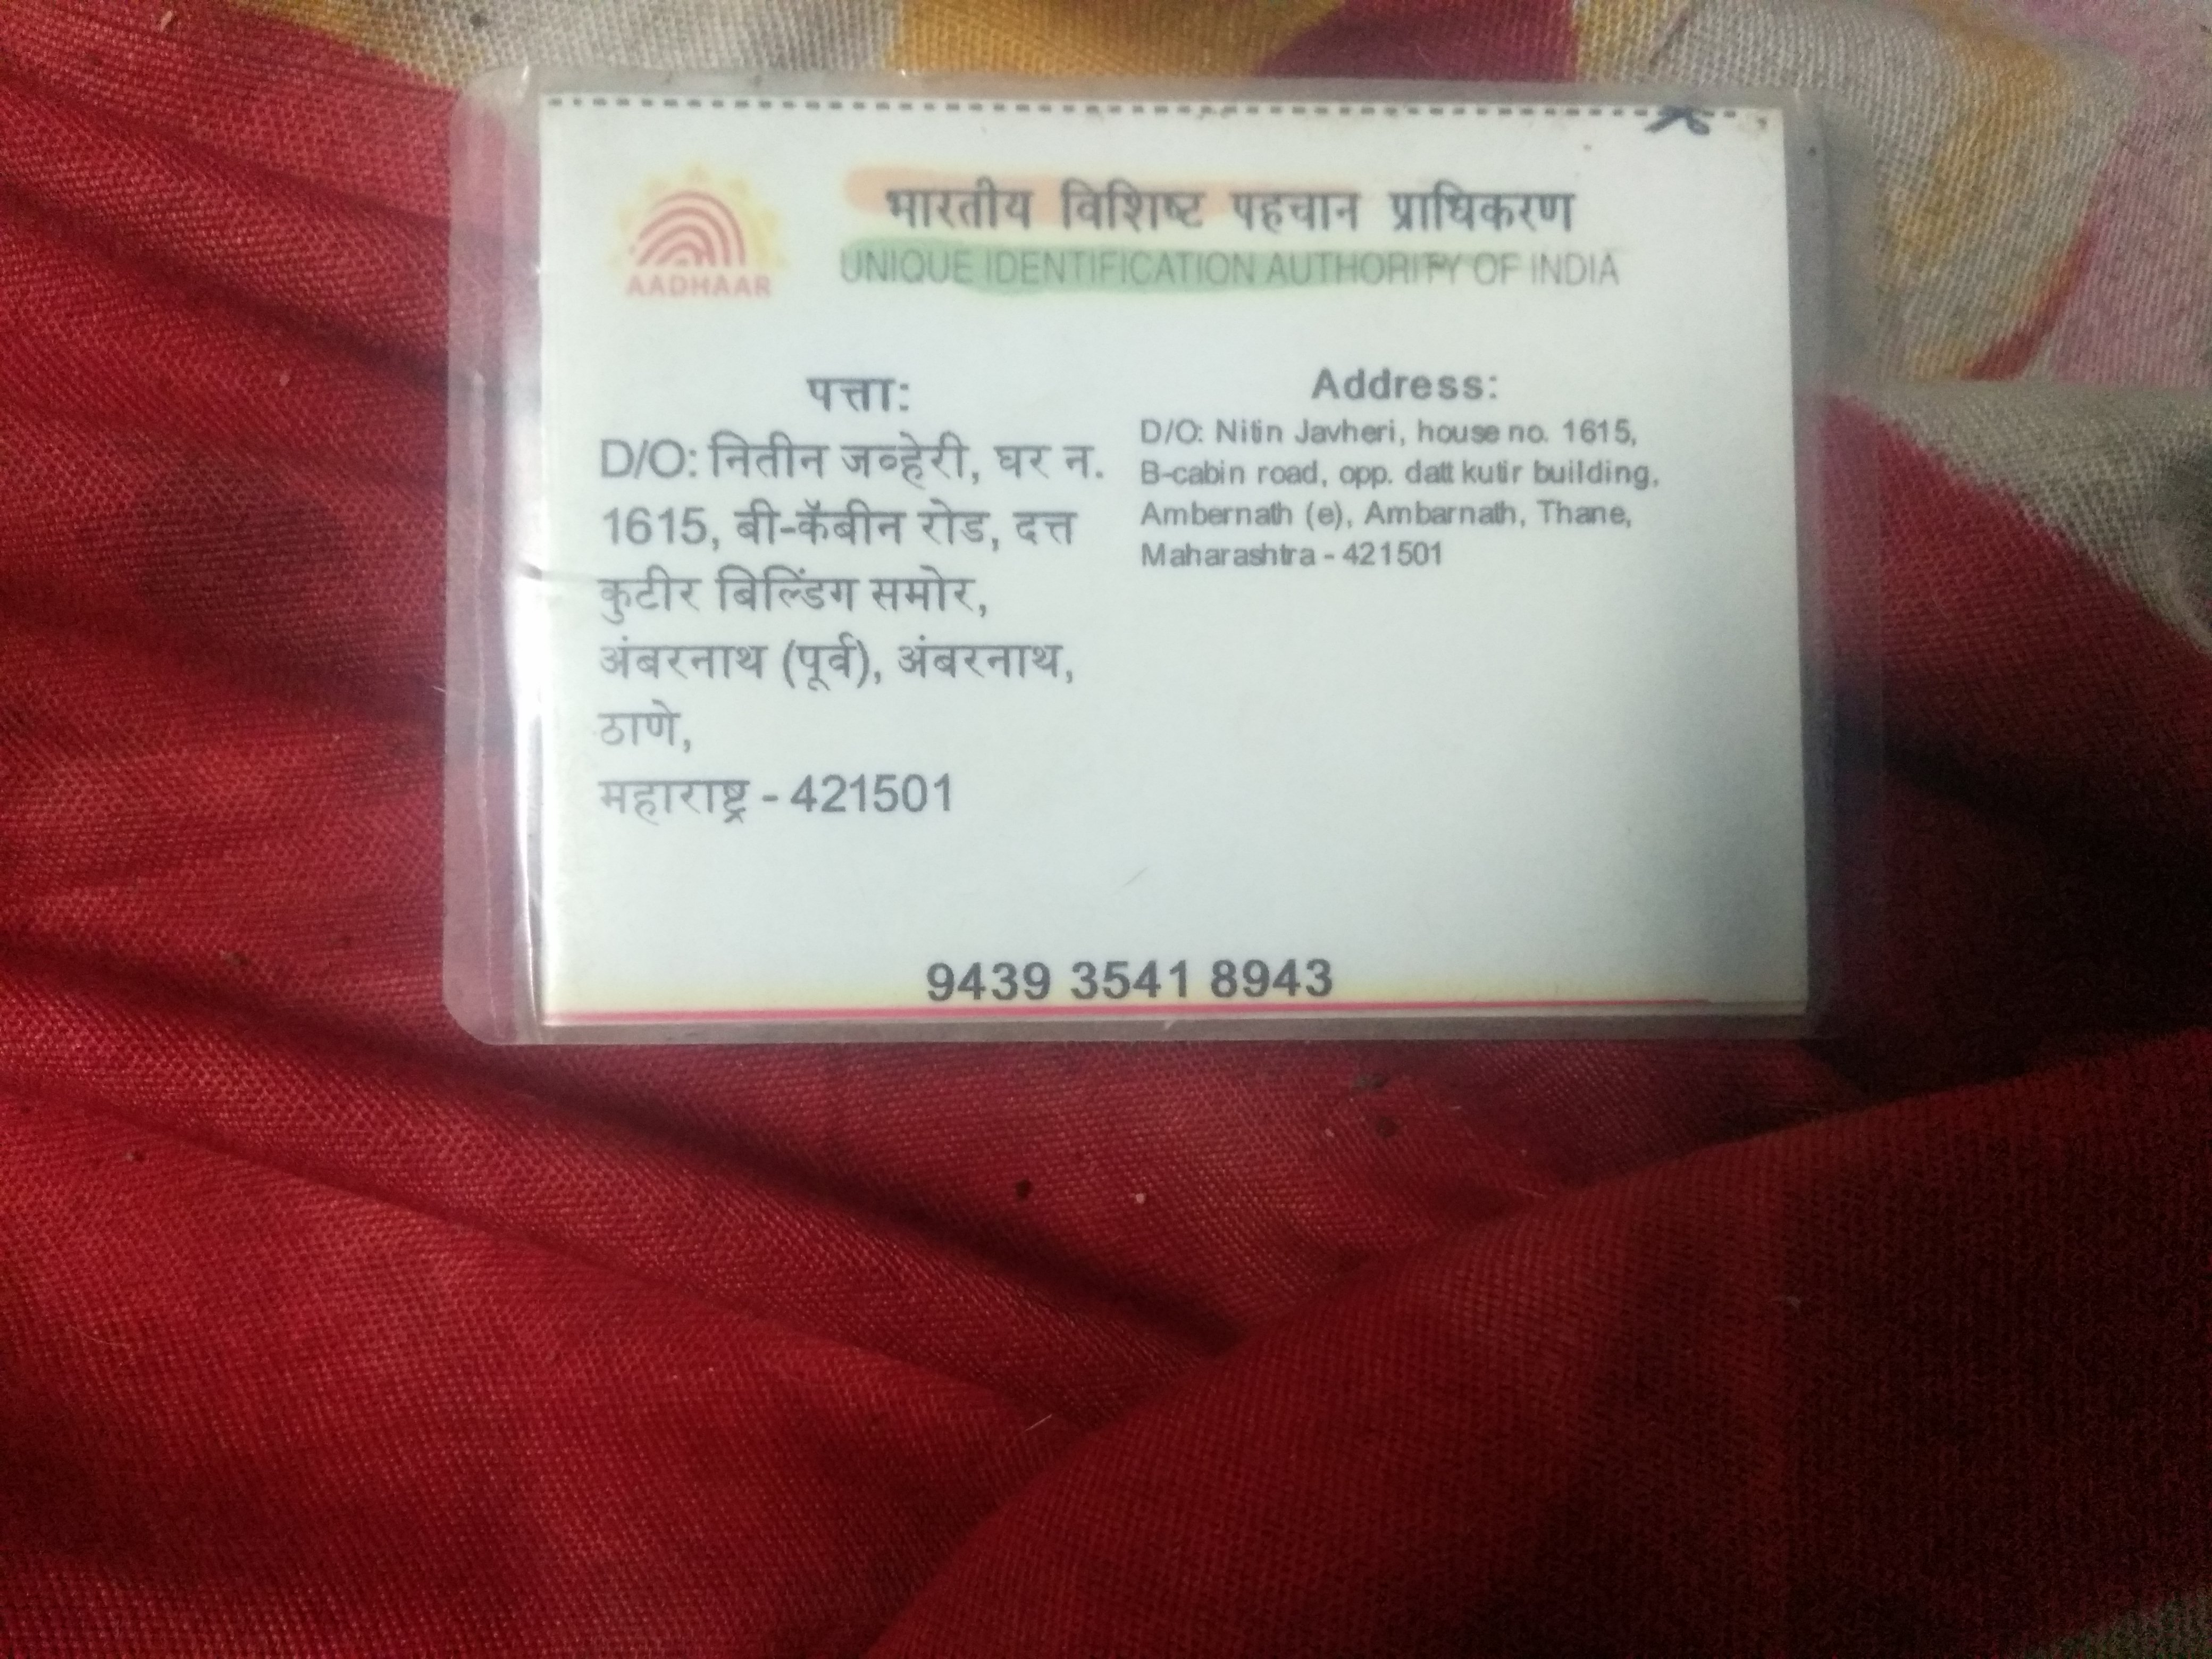 भारतीय विशिष्ट पहचान प्राधिकरण
UNIQUE IDENTIFICATION AUTHORITY OF INDIA
AADHAAR
पत्ता:
D/O: नितीन जव्हेरी, घर न.
1615, बी-कॅबीन रोड, दत्त
कुटीर बिल्डिंग समोर,
अंबरनाथ (पूर्व), अंबरनाथ,
ठाणे,
महाराष्ट्र - 421501
Address:
D/O: Nitin Javheri, house no. 1615,
B-cabin road, opp. datt kutir building,
Ambernath (e), Ambarnath, Thane,
Maharashtra - 421501
9439 3541 8943